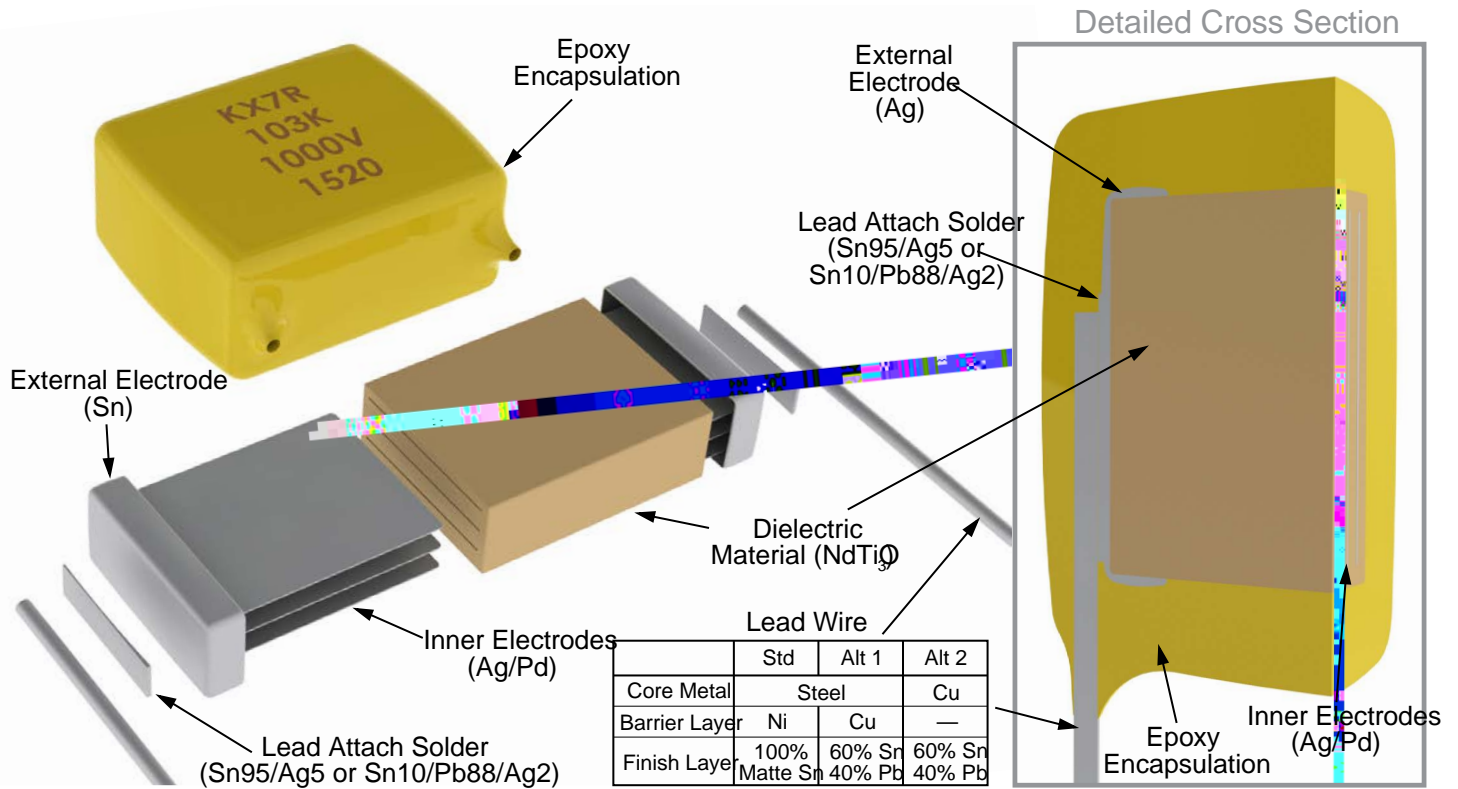 Detailed Cross Section
Epoxy
Encapsulation
KX7R
103K
1000V
1520
External
Electrode
(Ag)
Lead Attach Solder
(Sn95/Ag5 or
Sn10/Pb88/Ag2)
External Electrode
(Sn)
Dielectric
Material (NdTiO3)
Inner Electrodes
(Ag/Pd)
Lead Attach Solder
(Sn95/Ag5 or Sn10/Pb88/Ag2)
Lead Wire
Std Alt 1 Alt 2
Core Metal Steel Cu
Barrier Layer Ni Cu —
Finish Layer 100% Matte Sn 60% Sn 40% Pb 60% Sn 40% Pb
Epoxy
Encapsulation
Inner Electrodes
(Ag/Pd)